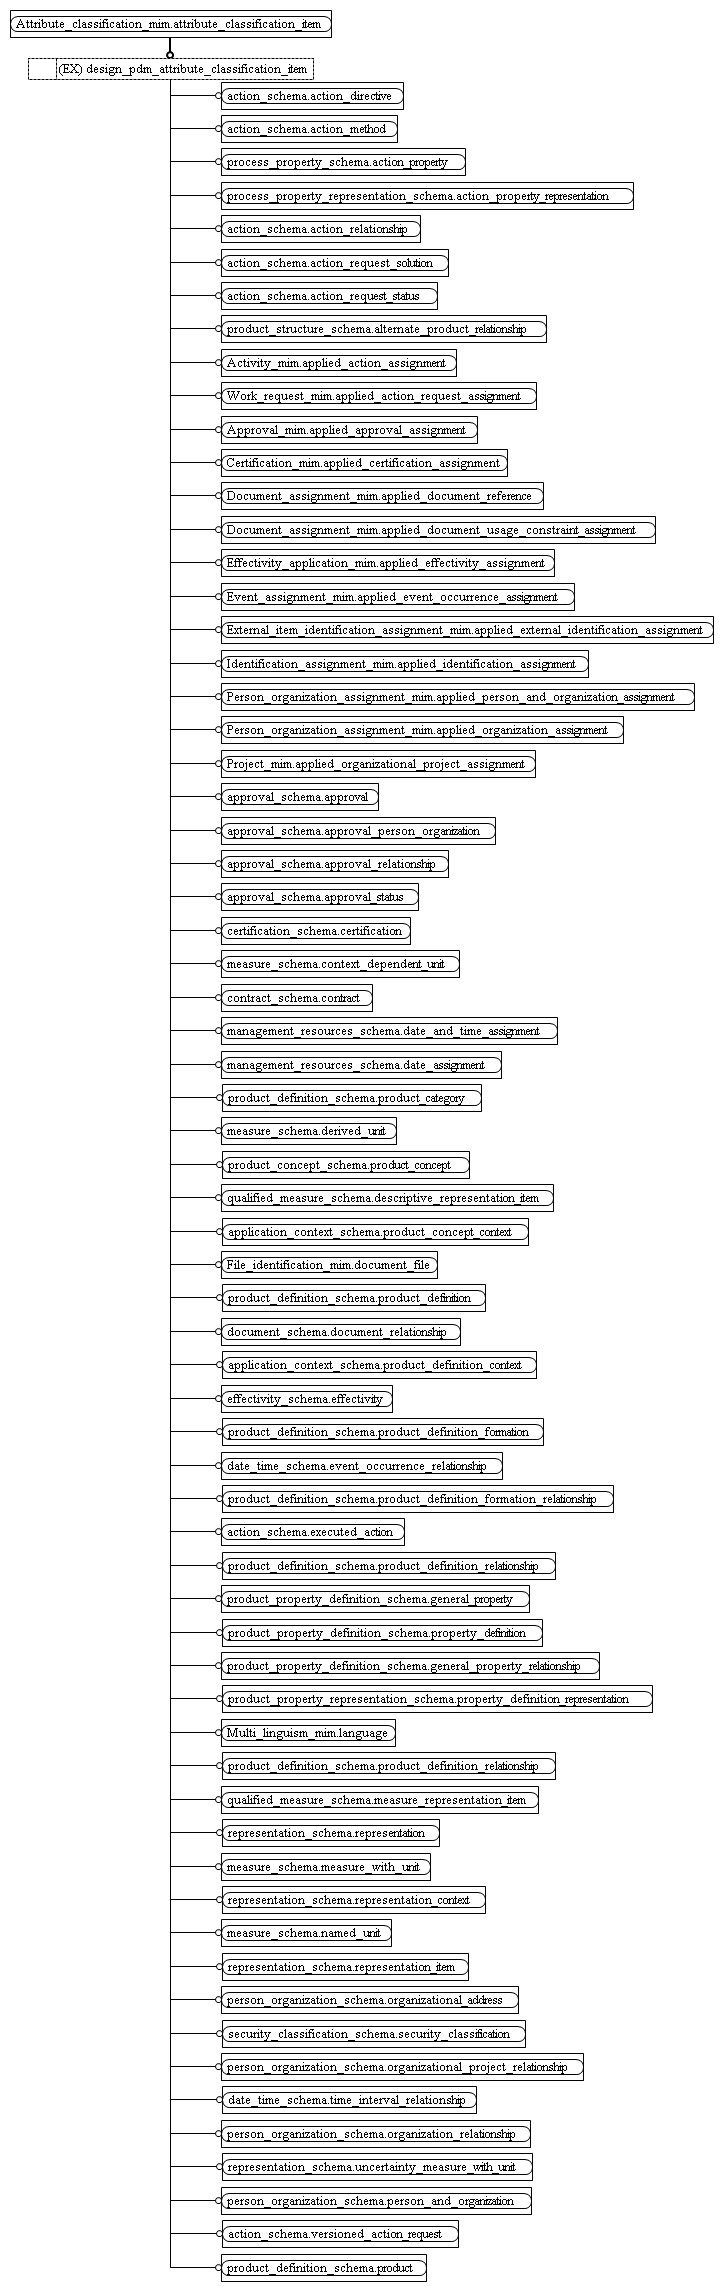 Attribute_classification_mim.attribute_classification_item
(EX) design_pdm_attribute_classification_item
action_schema.action_directive
action_schema.action_method
process_property_schema.action_property
process_property_representation_schema.action_property_representation
action_schema.action_relationship
action_schema.action_request_solution
action_schema.action_request_status
product_structure_schema.alternate_product_relationship
Activity_mim.applied_action_assignment
Work_request_mim.applied_action_request_assignment
Approval_mim.applied_approval_assignment
Certification_mim.applied_certification_assignment
Document_assignment_mim.applied_document_reference
Document_assignment_mim.applied_document_usage_constraint_assignment
Effectivity_application_mim.applied_effectivity_assignment
Event_assignment_mim.applied_event_occurrence_assignment
External_item_identification_assignment_mim.applied_external_identification_assignment
Identification_assignment_mim.applied_identification_assignment
Person_organization_assignment_mim.applied_person_and_organization_assignment
Person_organization_assignment_mim.applied_organization_assignment
Project_mim.applied_organizational_project_assignment
approval_schema.approval
approval_schema.approval_person_organization
approval_schema.approval_relationship
approval_schema.approval_status
certification_schema.certification
measure_schema.context_dependent_unit
contract_schema.contract
management_resources_schema.date_and_time_assignment
management_resources_schema.date_assignment
product_definition_schema.product_category
measure_schema.derived_unit
product_concept_schema.product_concept
qualified_measure_schema.descriptive_representation_item
application_context_schema.product_concept_context
File_identification_mim.document_file
product_definition_schema.product_definition
document_schema.document_relationship
application_context_schema.product_definition_context
effectivity_schema.effectivity
product_definition_schema.product_definition_formation
date_time_schema.event_occurrence_relationship
product_definition_schema.product_definition_formation_relationship
action_schema.executed_action
product_definition_schema.product_definition_relationship
product_property_definition_schema.general_property
product_property_definition_schema.property_definition
product_property_definition_schema.general_property_relationship
product_property_representation_schema.property_definition_representation
Multi_linguism_mim.language
product_definition_schema.product_definition_relationship
qualified_measure_schema.measure_representation_item
representation_schema.representation
measure_schema.measure_with_unit
representation_schema.representation_context
measure_schema.named_unit
representation_schema.representation_item
person_organization_schema.organizational_address
security_classification_schema.security_classification
person_organization_schema.organizational_project_relationship
date_time_schema.time_interval_relationship
person_organization_schema.organization_relationship
representation_schema.uncertainty_measure_with_unit
person_organization_schema.person_and_organization
action_schema.versioned_action_request
product_definition_schema.product